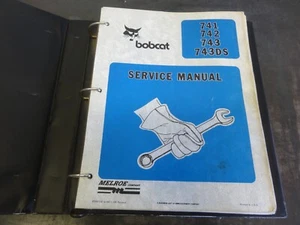 bobcat
741
742
743
743DS
SERVICE MANUAL
MELROE